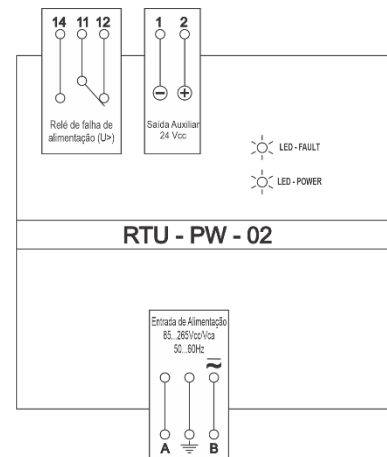 14 11 12
Relé de falha de
alimentação (U>)
1 2
Saída Auxiliar
24 Vcc
LED - FAULT
LED - POWER
RTU - PW - 02
Entrada de Alimentação
85...265Vcc/Vca
50...60Hz
A B